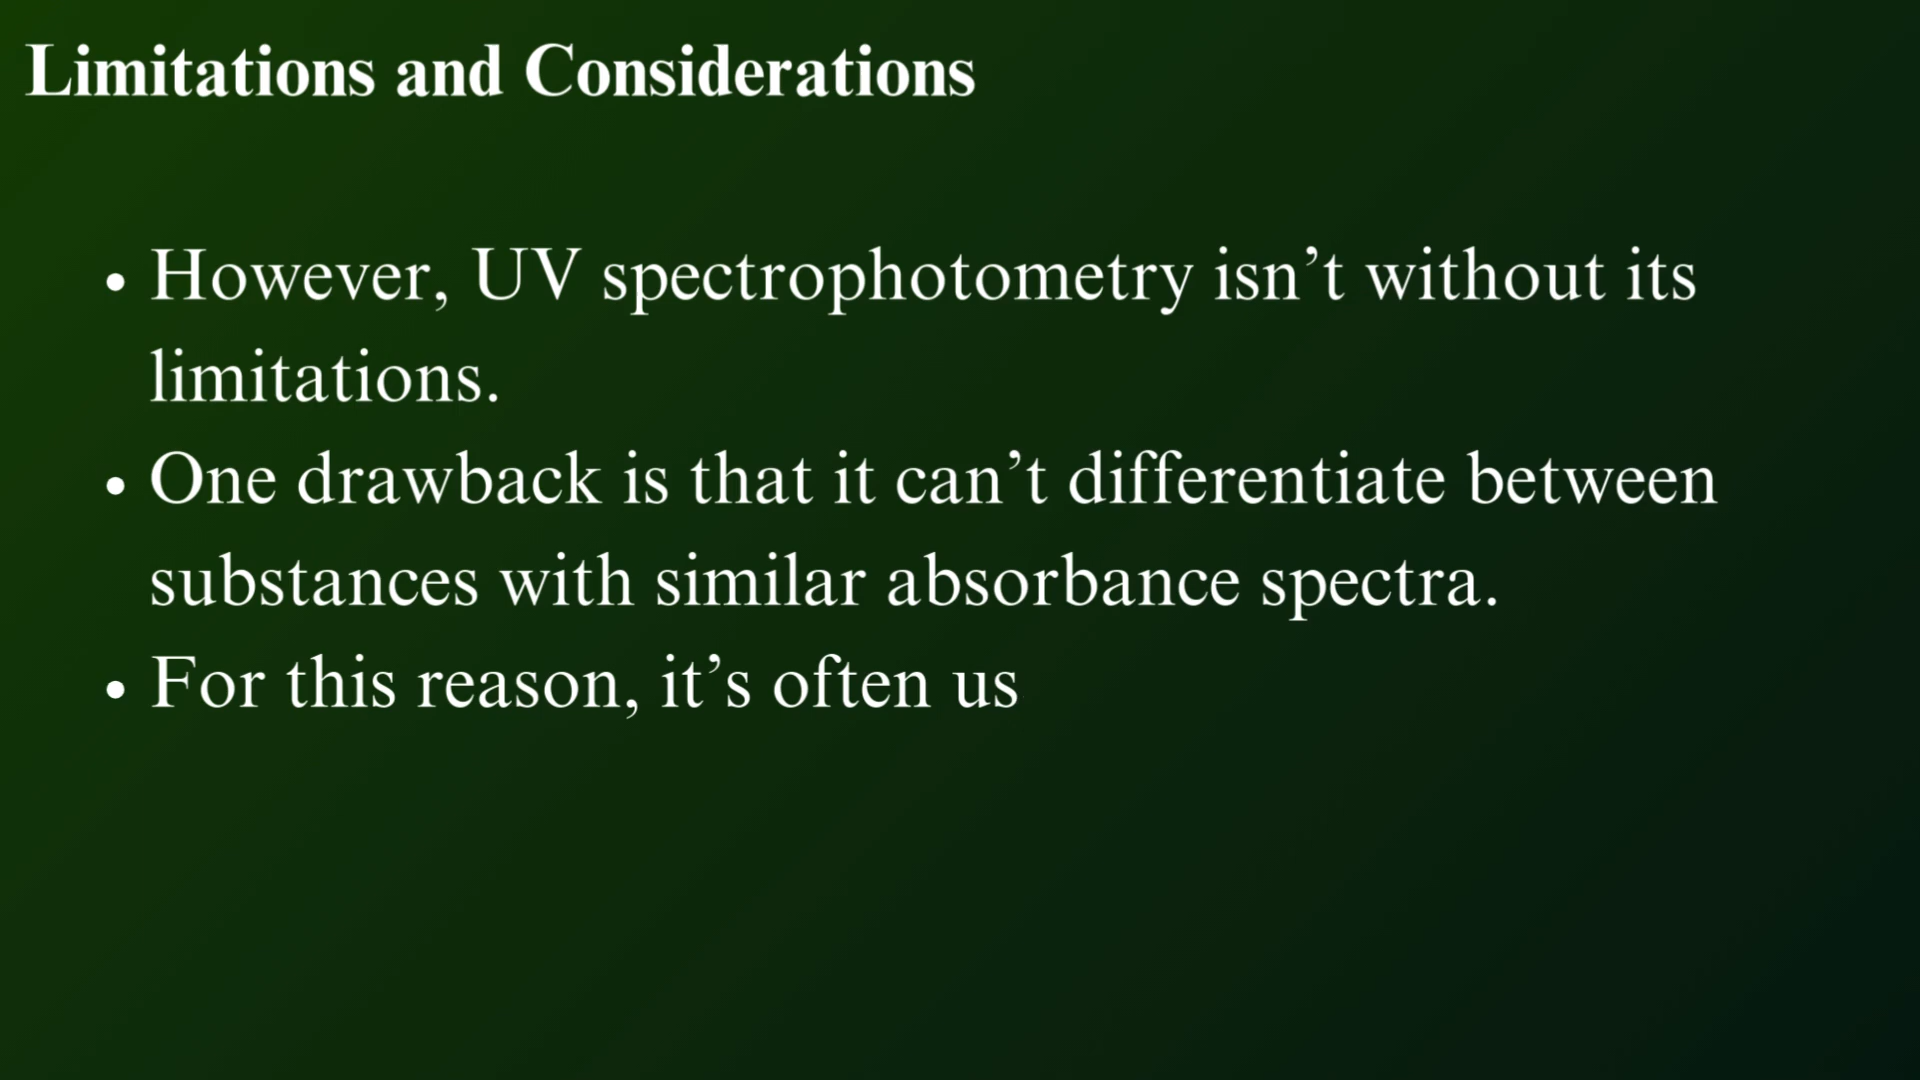 Limitations and Considerations
• However, UV spectrophotometry isn’t without its
limitations.
• One drawback is that it can’t differentiate between
substances with similar absorbance spectra.
• For this reason, it’s often us